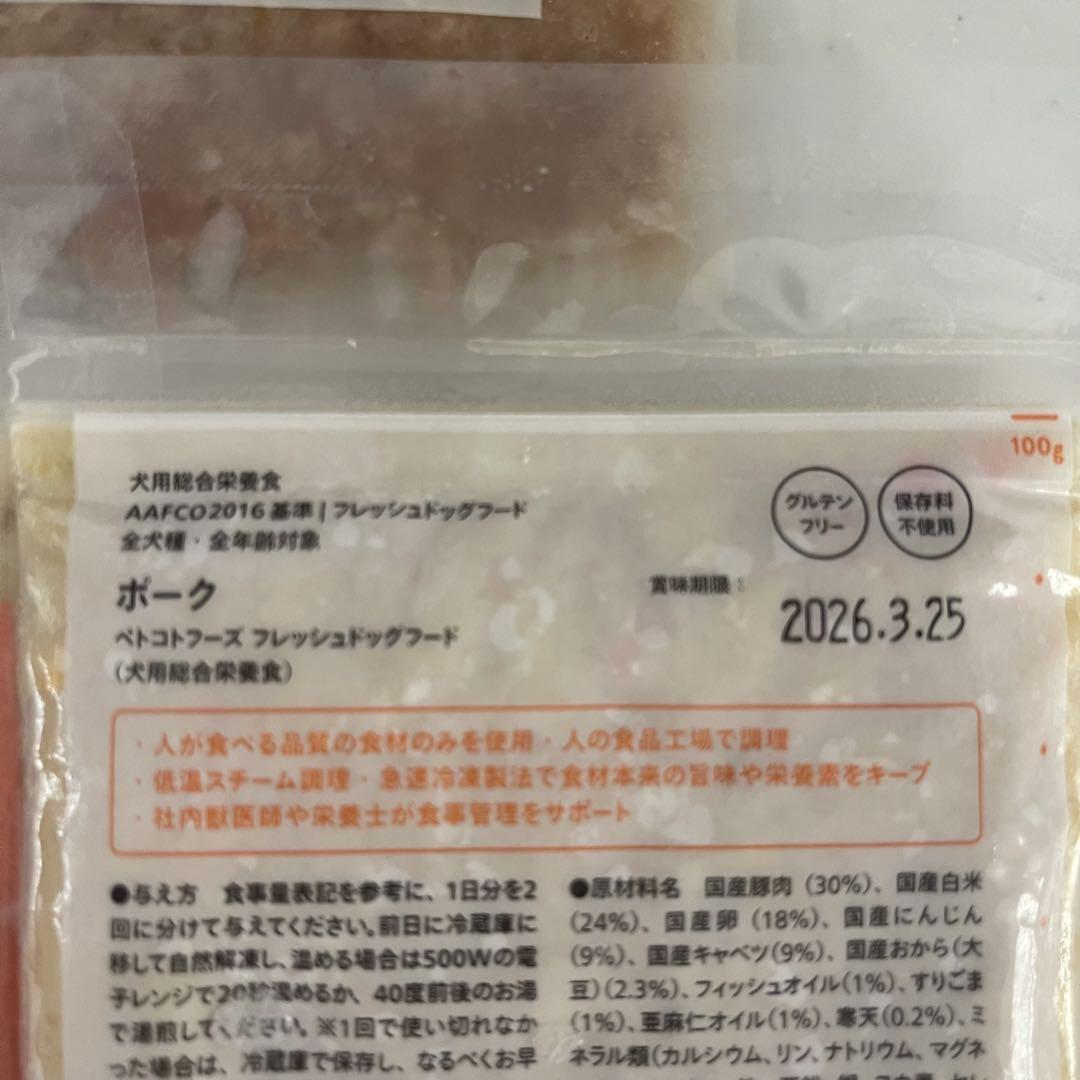 100g
犬用総合栄養食
AAFCO2016 基準 | フレッシュドッグフード
全犬種・全年齢対象
グルテン
フリー
保存料
不使用
ポーク
賞味期限：
2026.3.25
ペトコトフーズ フレッシュドッグフード
（犬用総合栄養食）
・人が食べる品質の食材のみを使用・人の食品工場で調理
・低温スチーム調理・急速冷凍製法で食材本来の旨味や栄養素をキープ
・社内獣医師や栄養士が食事管理をサポート
●与え方　食事量表記を参考に、1日分を2
回に分けて与えてください。前日に冷蔵庫に
移して自然解凍し、温める場合は500Wの電
子レンジで20秒温めるか、40度前後のお湯
で湯煎してください。※1回で使い切れなか
った場合は、冷蔵庫で保存し、なるべくお早
●原材料名　国産豚肉（30%）、国産白米
（24%）、国産卵（18%）、国産にんじん
（9%）、国産キャベツ（9%）、国産おから（大
豆）（2.3%）、フィッシュオイル（1%）、すりごま
（1%）、亜麻仁オイル（1%）、寒天（0.2%）、ミ
ネラル類（カルシウム、リン、ナトリウム、マグネ